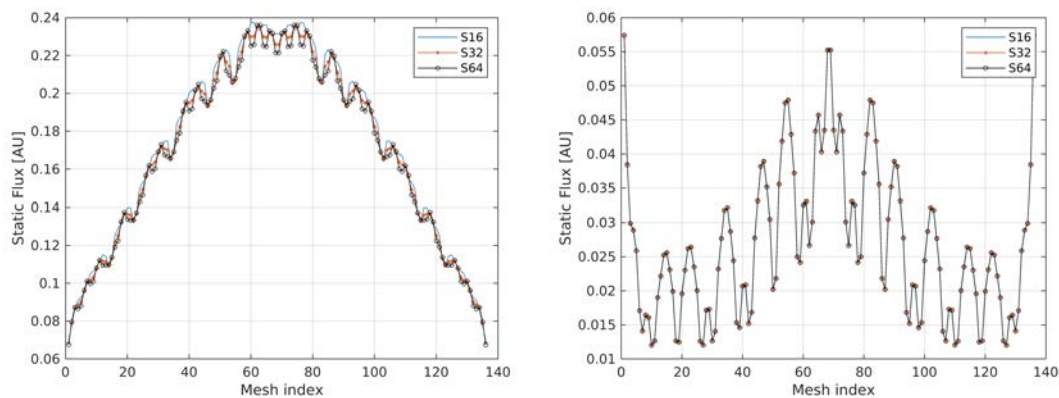 Static Flux [AU]
0.24
0.22
0.2
0.18
0.16
0.14
0.12
0.1
0.08
0.06
0 20 40 60 80 100 120 140
Mesh index
S16
S32
S64
Static Flux [AU]
0.06
0.055
0.05
0.045
0.04
0.035
0.03
0.025
0.02
0.015
0.01
0 20 40 60 80 100 120 140
Mesh index
S16
S32
S64